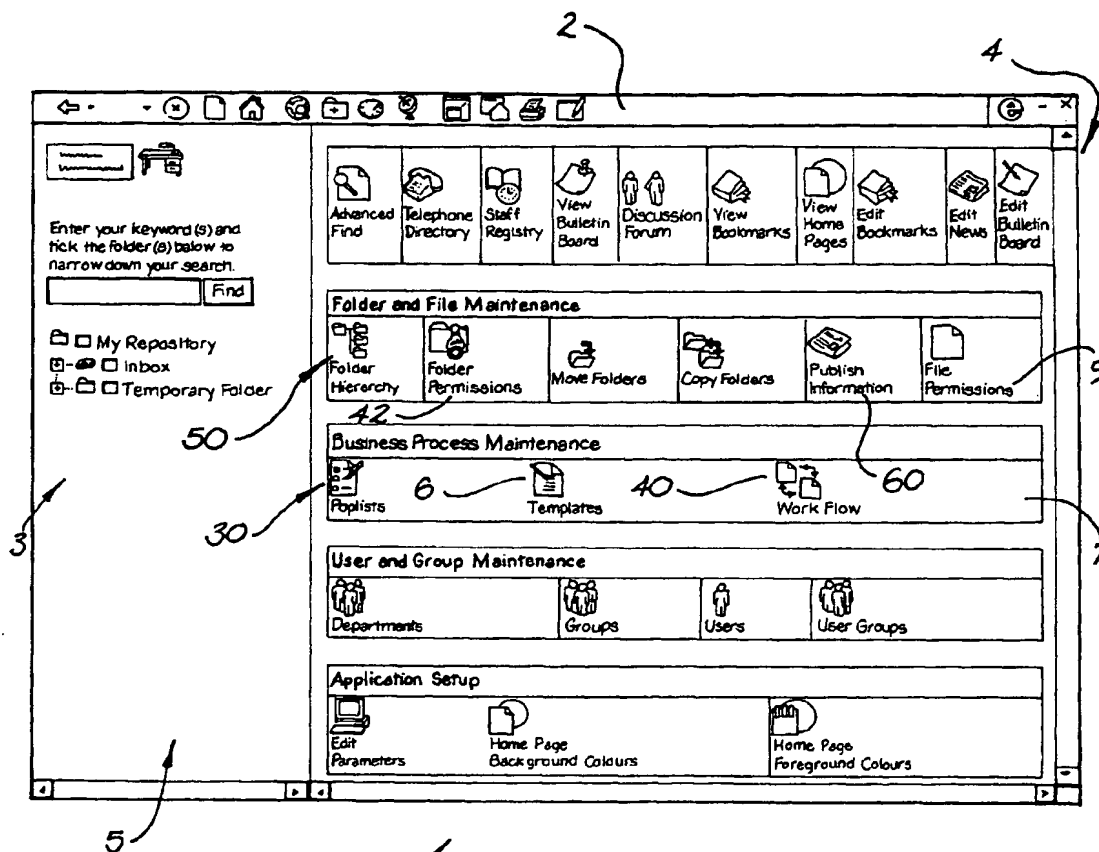 2
4
Advanced Find
Telephone Directory
Staff Registry
View Bulletin Board
Discussion Forum
View Bookmarks
View Home Pages
Edit Bookmarks
Edit News
Edit Bulletin Board
Enter your keyword(s) and
tick the folder(s) below to
narrow down your search.
Find
My Repository
Inbox
Temporary Folder
Folder and File Maintenance
Folder Hierarchy
Folder Permissions
Move Folders
Copy Folders
Publish Information
File Permissions
50
42
60
Business Process Maintenance
Poplists
Templates
Work Flow
30
6
40
3
User and Group Maintenance
Departments
Groups
Users
User Groups
Application Setup
Edit Parameters
Home Page Background Colours
Home Page Foreground Colours
5